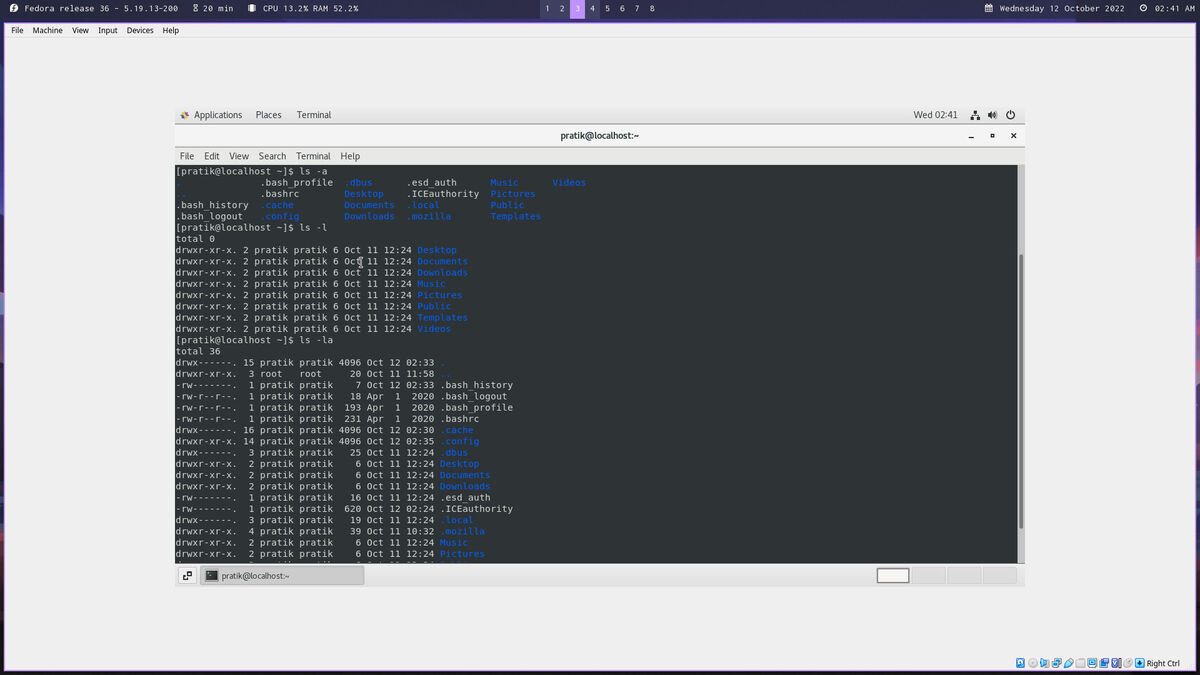 Fedora release 36 - 5.19.13-200 20 min CPU 13.2% RAM 52.2% 1 2 3 4 5 6 7 8 Wednesday 12 October 2022 02:41 AM
File Machine View Input Devices Help
Applications Places Terminal Wed 02:41
pratik@localhost:~
File Edit View Search Terminal Help
[pratik@localhost ~]$ ls -a
. .bash_profile .dbus .esd_auth Music Videos
.. .bashrc Desktop .ICEauthority Pictures
.bash_history .cache Documents .local Public
.bash_logout .config Downloads .mozilla Templates
[pratik@localhost ~]$ ls -l
total 0
drwxr-xr-x. 2 pratik pratik 6 Oct 11 12:24 Desktop
drwxr-xr-x. 2 pratik pratik 6 Oct 11 12:24 Documents
drwxr-xr-x. 2 pratik pratik 6 Oct 11 12:24 Downloads
drwxr-xr-x. 2 pratik pratik 6 Oct 11 12:24 Music
drwxr-xr-x. 2 pratik pratik 6 Oct 11 12:24 Pictures
drwxr-xr-x. 2 pratik pratik 6 Oct 11 12:24 Public
drwxr-xr-x. 2 pratik pratik 6 Oct 11 12:24 Templates
drwxr-xr-x. 2 pratik pratik 6 Oct 11 12:24 Videos
[pratik@localhost ~]$ ls -la
total 36
drwx------. 15 pratik pratik 4096 Oct 12 02:33 .
drwxr-xr-x. 3 root root 20 Oct 11 11:58 ..
-rw-------. 1 pratik pratik 7 Oct 12 02:33 .bash_history
-rw-r--r--. 1 pratik pratik 18 Apr 1 2020 .bash_logout
-rw-r--r--. 1 pratik pratik 193 Apr 1 2020 .bash_profile
-rw-r--r--. 1 pratik pratik 231 Apr 1 2020 .bashrc
drwx------. 16 pratik pratik 4096 Oct 12 02:30 .cache
drwxr-xr-x. 14 pratik pratik 4096 Oct 12 02:35 .config
drwx------. 3 pratik pratik 25 Oct 11 12:24 .dbus
drwxr-xr-x. 2 pratik pratik 6 Oct 11 12:24 Desktop
drwxr-xr-x. 2 pratik pratik 6 Oct 11 12:24 Documents
drwxr-xr-x. 2 pratik pratik 6 Oct 11 12:24 Downloads
-rw-------. 1 pratik pratik 16 Oct 11 12:24 .esd_auth
-rw-------. 1 pratik pratik 620 Oct 12 02:24 .ICEauthority
drwx------. 3 pratik pratik 19 Oct 11 12:24 .local
drwxr-xr-x. 4 pratik pratik 39 Oct 11 10:32 .mozilla
drwxr-xr-x. 2 pratik pratik 6 Oct 11 12:24 Music
drwxr-xr-x. 2 pratik pratik 6 Oct 11 12:24 Pictures
pratik@localhost:~
Right Ctrl